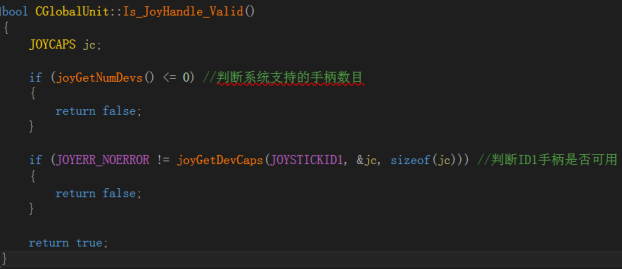 bool CGlobalUnit::Is_JoyHandle_Valid()
{
JOYCAPS jc;
if (joyGetNumDevs() <= 0) //判断系统支持的手柄数目
{
return false;
}
if (JOYERR_NOERROR != joyGetDevCaps(JOYSTICKID1, &jc, sizeof(jc))) //判断ID1手柄是否可用
{
return false;
}
return true;
}